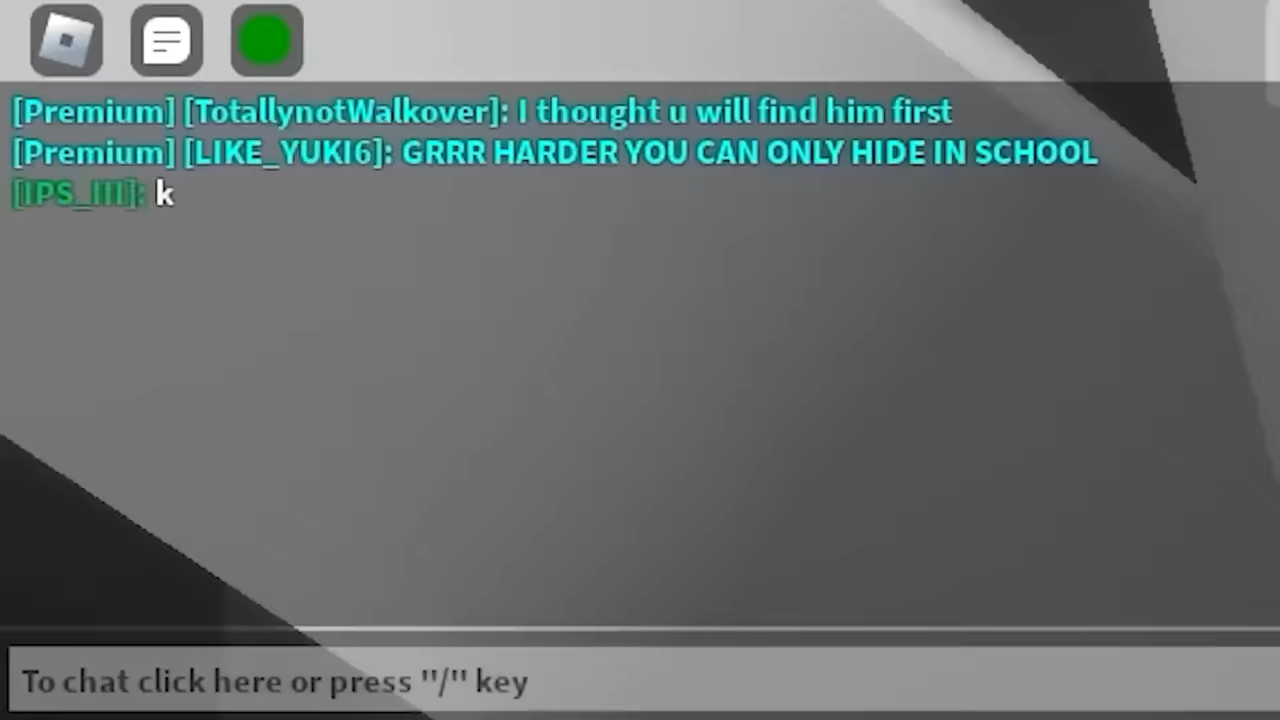 [Premium] [TotallynotWalkover]: I thought u will find him first
[Premium] [LIKE_YUKI6]: GRRR HARDER YOU CAN ONLY HIDE IN SCHOOL
[IPS_III]: k
To chat click here or press "/" key